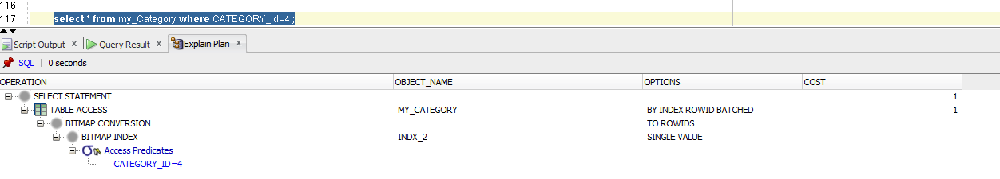 116
117 select * from my_Category where CATEGORY_Id=4;
Script Output x Query Result x Explain Plan x
SQL | 0 seconds
OPERATION OBJECT_NAME OPTIONS COST
SELECT STATEMENT 1
TABLE ACCESS MY_CATEGORY BY INDEX ROWID BATCHED 1
BITMAP CONVERSION TO ROWIDS
BITMAP INDEX INDX_2 SINGLE VALUE
Access Predicates
CATEGORY_ID=4